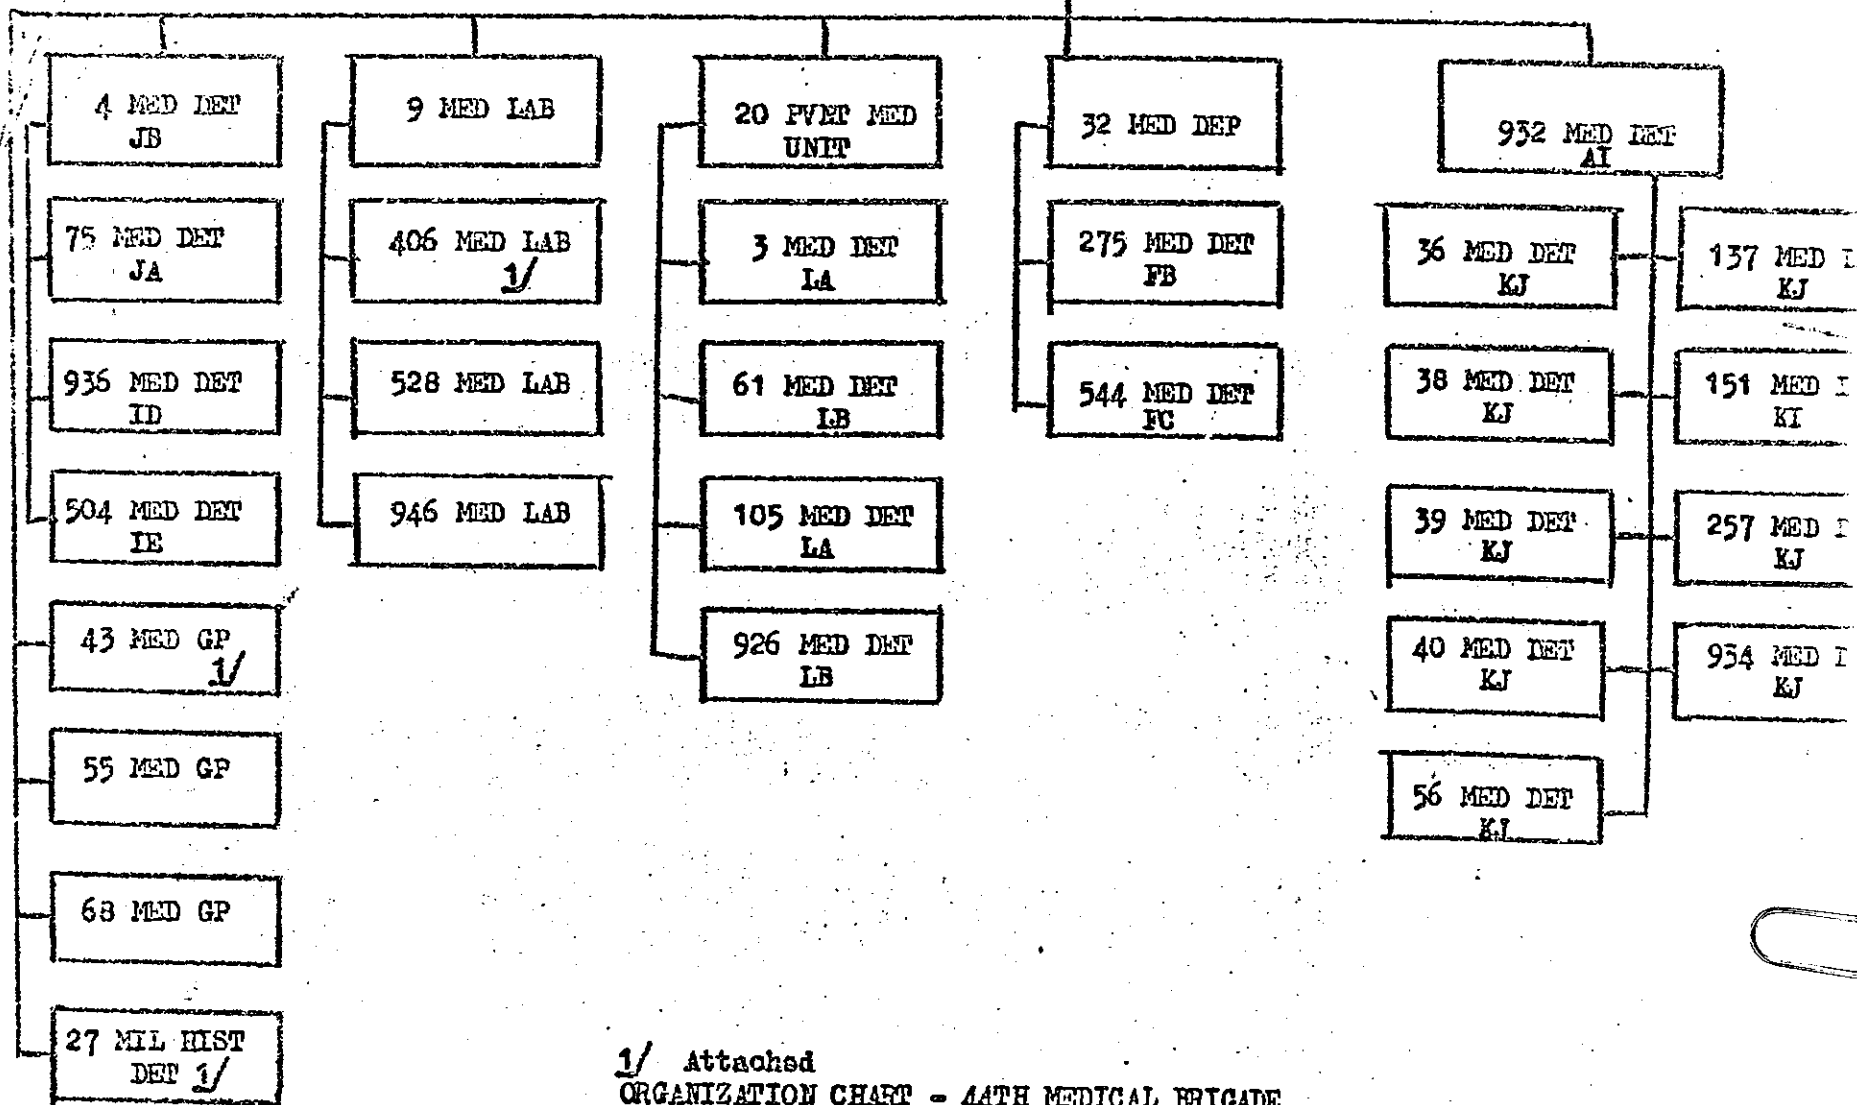 4 MED DET
JB
75 MED DET
JA
936 MED DET
ID
504 MED DET
IE
43 MED GP
1/
55 MED GP
68 MED GP
27 MIL HIST
DET 1/
9 MED LAB
406 MED LAB
1/
528 MED LAB
946 MED LAB
20 PVNT MED
UNIT
3 MED DET
LA
61 MED DET
LB
105 MED DET
LA
926 MED DET
LB
32 MED DEP
275 MED DET
FB
544 MED DET
FC
932 MED DET
AI
36 MED DET
KJ
38 MED DET
KJ
39 MED DET
KJ
40 MED DET
KJ
56 MED DET
KJ
137 MED
KJ
151 MED
KI
257 MED
KJ
934 MED
KJ
1/ Attached
ORGANIZATION CHART - 44TH MEDICAL BRIGADE